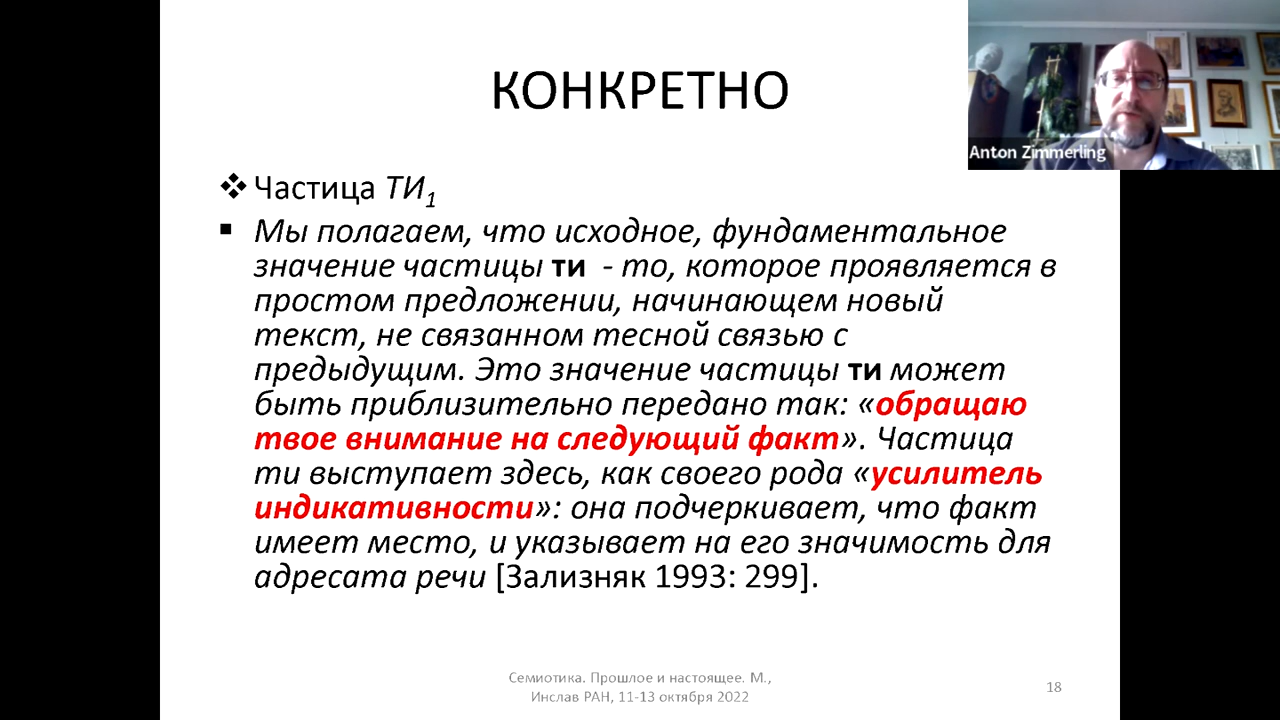 КОНКРЕТНО
Anton Zimmerling
❖ Частица ТИ1
▪ Мы полагаем, что исходное, фундаментальное
значение частицы ти - то, которое проявляется в
простом предложении, начинающем новый
текст, не связанном тесной связью с
предыдущим. Это значение частицы ти может
быть приблизительно передано так: «обращаю
твое внимание на следующий факт». Частица
ти выступает здесь, как своего рода «усилитель
индикативности»: она подчеркивает, что факт
имеет место, и указывает на его значимость для
адресата речи [Зализняк 1993: 299].
Семиотика. Прошлое и настоящее. М.,
Инслав РАН, 11-13 октября 2022
18